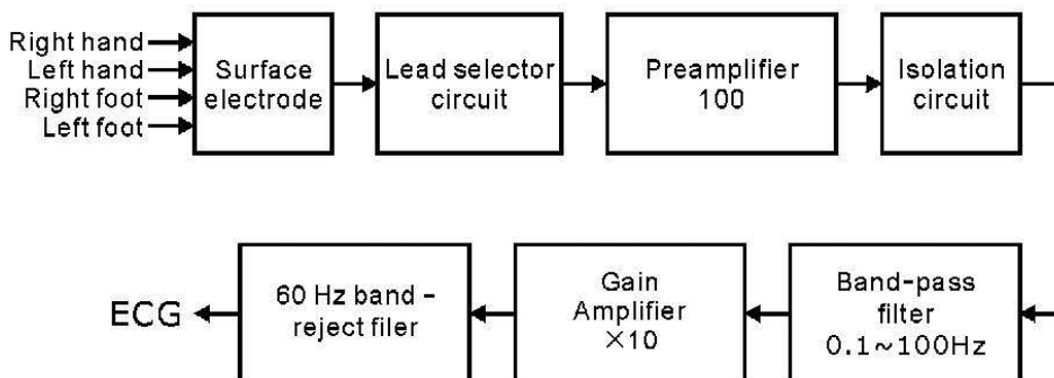 Right hand
Left hand
Right foot
Left foot
Surface
electrode
Lead selector
circuit
Preamplifier
100
Isolation
circuit
ECG
60 Hz band -
reject filer
Gain
Amplifier
×10
Band-pass
filter
0.1~100Hz